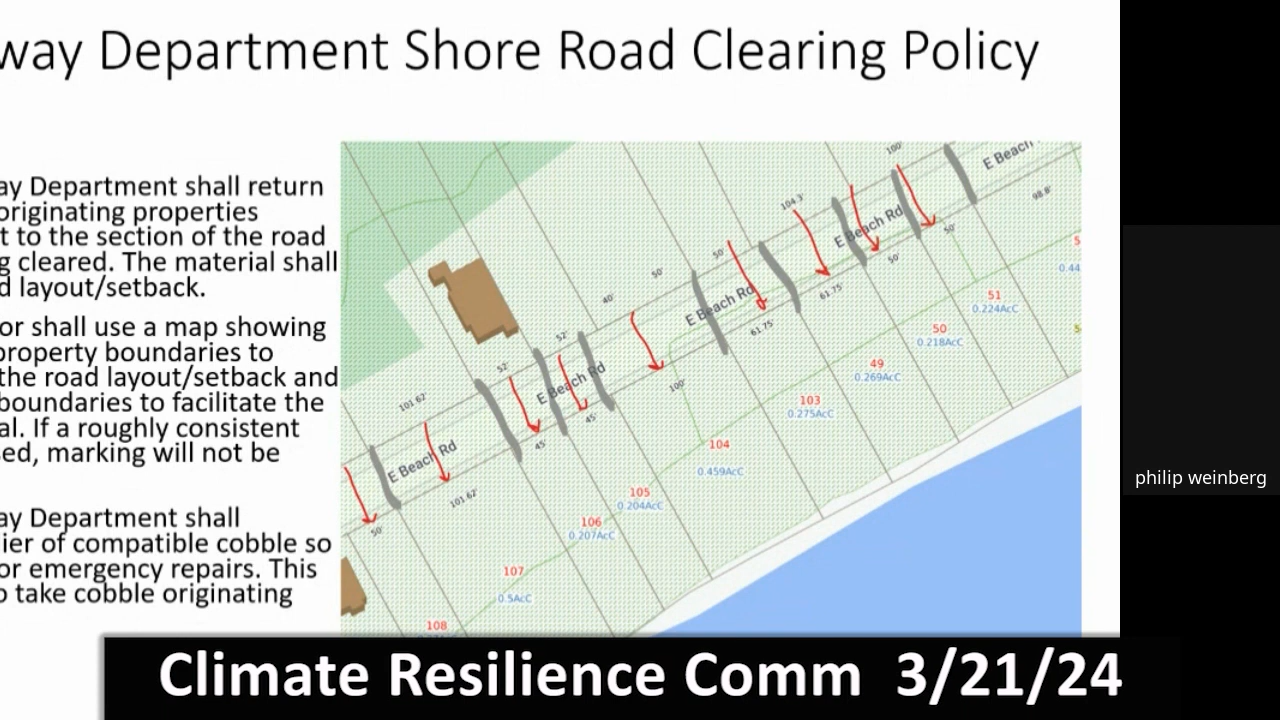 way Department Shore Road Clearing Policy
ay Department shall return
originating properties
t to the section of the road
g cleared. The material shall
d layout/setback.
or shall use a map showing
property boundaries to
the road layout/setback and
boundaries to facilitate the
al. If a roughly consistent
sed, marking will not be
ay Department shall
ier of compatible cobble so
or emergency repairs. This
o take cobble originating
100'
E Beach
98.8'
104.3'
E Beach Rd
50'
50'
50'
50'
40'
E Beach Rd
61.75'
61.75'
52'
52'
E Beach Rd
100'
45'
45'
101.62'
E Beach Rd
101.62'
50'
5
0.44
51
0.224AcC
50
0.218AcC
49
0.269AcC
103
0.275AcC
104
0.459AcC
105
0.204AcC
106
0.207AcC
107
0.5AcC
108
philip weinberg
Climate Resilience Comm 3/21/24